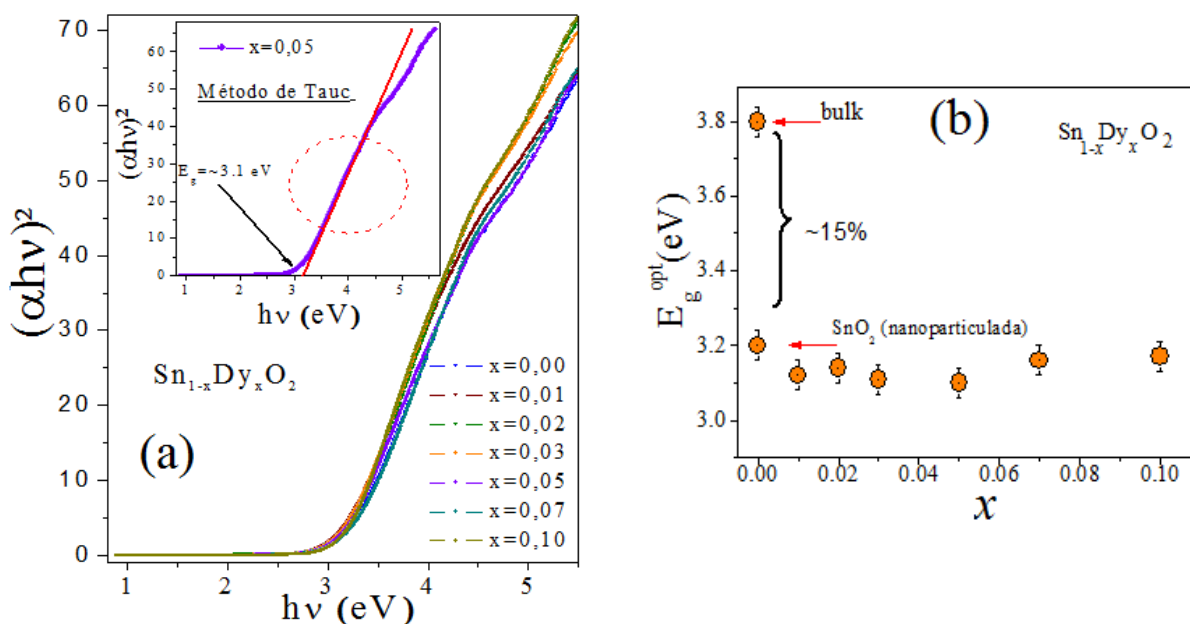 70
60
50
40
30
20
10
0
(αhν)²
1 2 3 4 5
hν (eV)
(a)
Sn1-xDyxO2
x=0,00
x=0,01
x=0,02
x=0,03
x=0,05
x=0,07
x=0,10
x=0,05
Método de Tauc
Eg=~3.1 eV
(αhν)²
60
50
40
30
20
10
0
1 2 3 4 5
hν (eV)
(b)
bulk
Sn1-xDyxO2
~15%
SnO2 (nanoparticulada)
Egopt(eV)
3.8
3.6
3.4
3.2
3.0
0.00 0.02 0.04 0.06 0.08 0.10
x